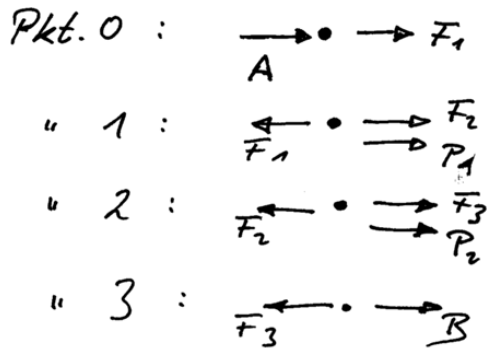 Pkt. 0 : A F1
" 1 : F1 F2 P1
" 2 : F2 F3 P2
" 3 : F3 B